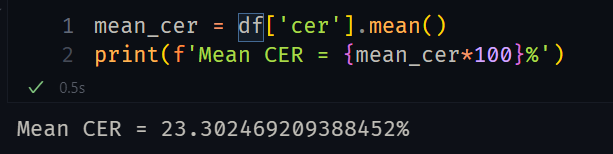 1 mean_cer = df['cer'].mean()
2 print(f'Mean CER = {mean_cer*100}%')
0.5s
Mean CER = 23.302469209388452%